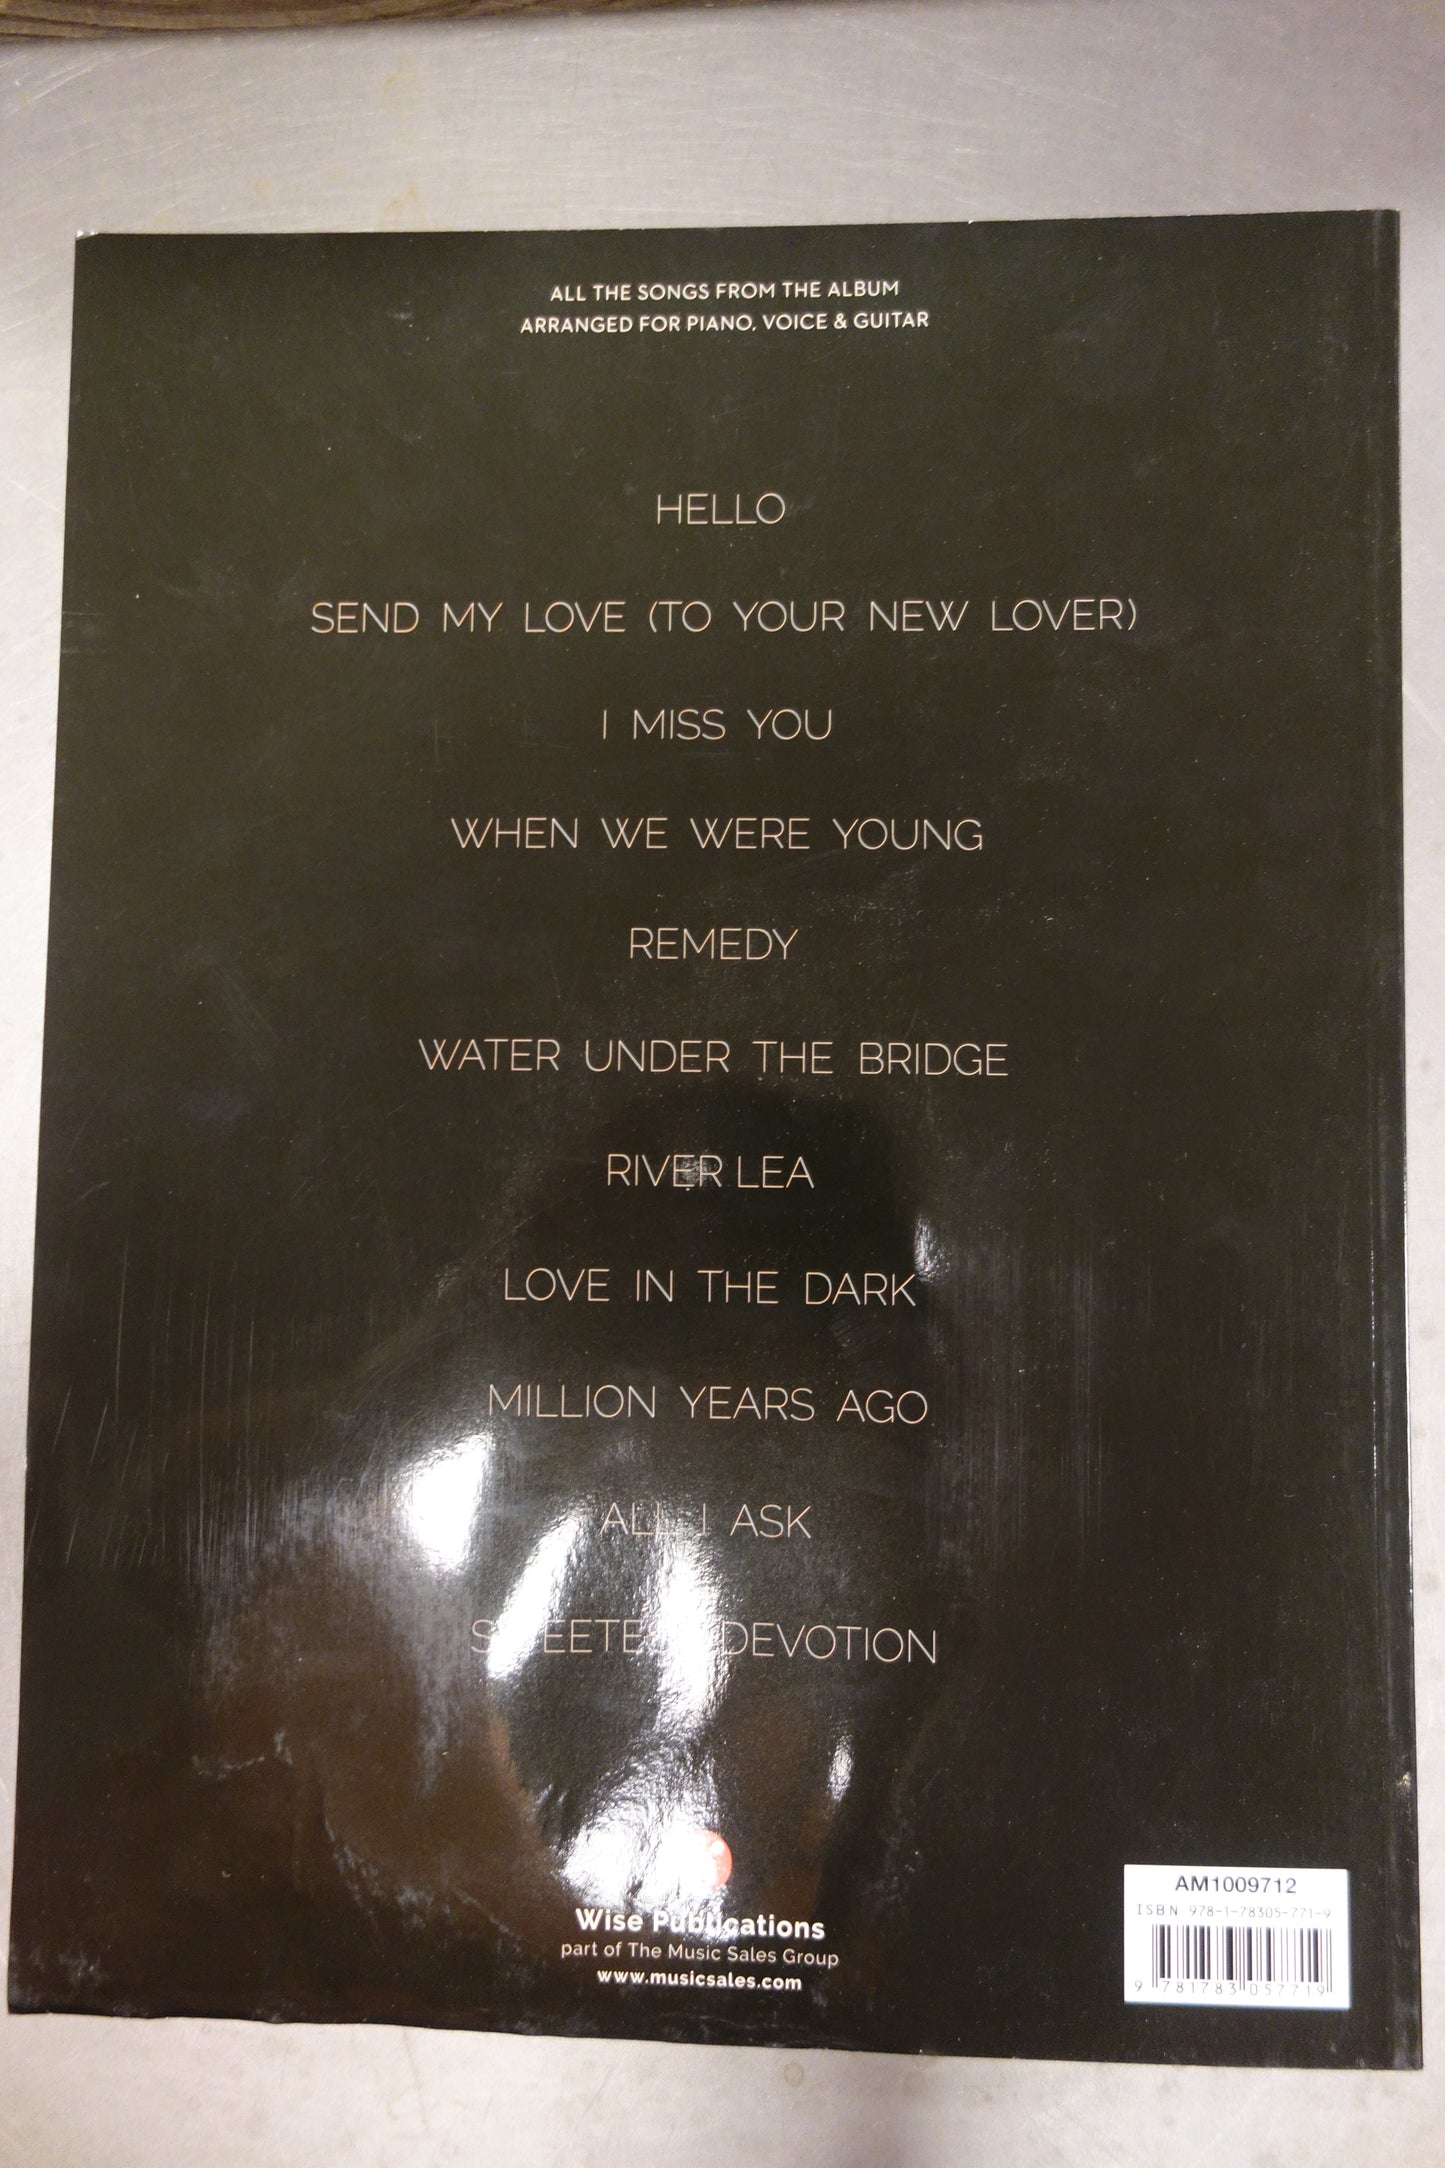 ALL THE SONGS FROM THE ALBUM
ARRANGED FOR PIANO, VOICE & GUITAR
HELLO
SEND MY LOVE (TO YOUR NEW LOVER)
I MISS YOU
WHEN WE WERE YOUNG
REMEDY
WATER UNDER THE BRIDGE
RIVER LEA
LOVE IN THE DARK
MILLION YEARS AGO
ALL I ASK
DEVOTION
Wise Publications
part of The Music Sales Group
www.musicsales.com
AM1009712
ISBN 978-1-78305-771-9
9 781783 057719